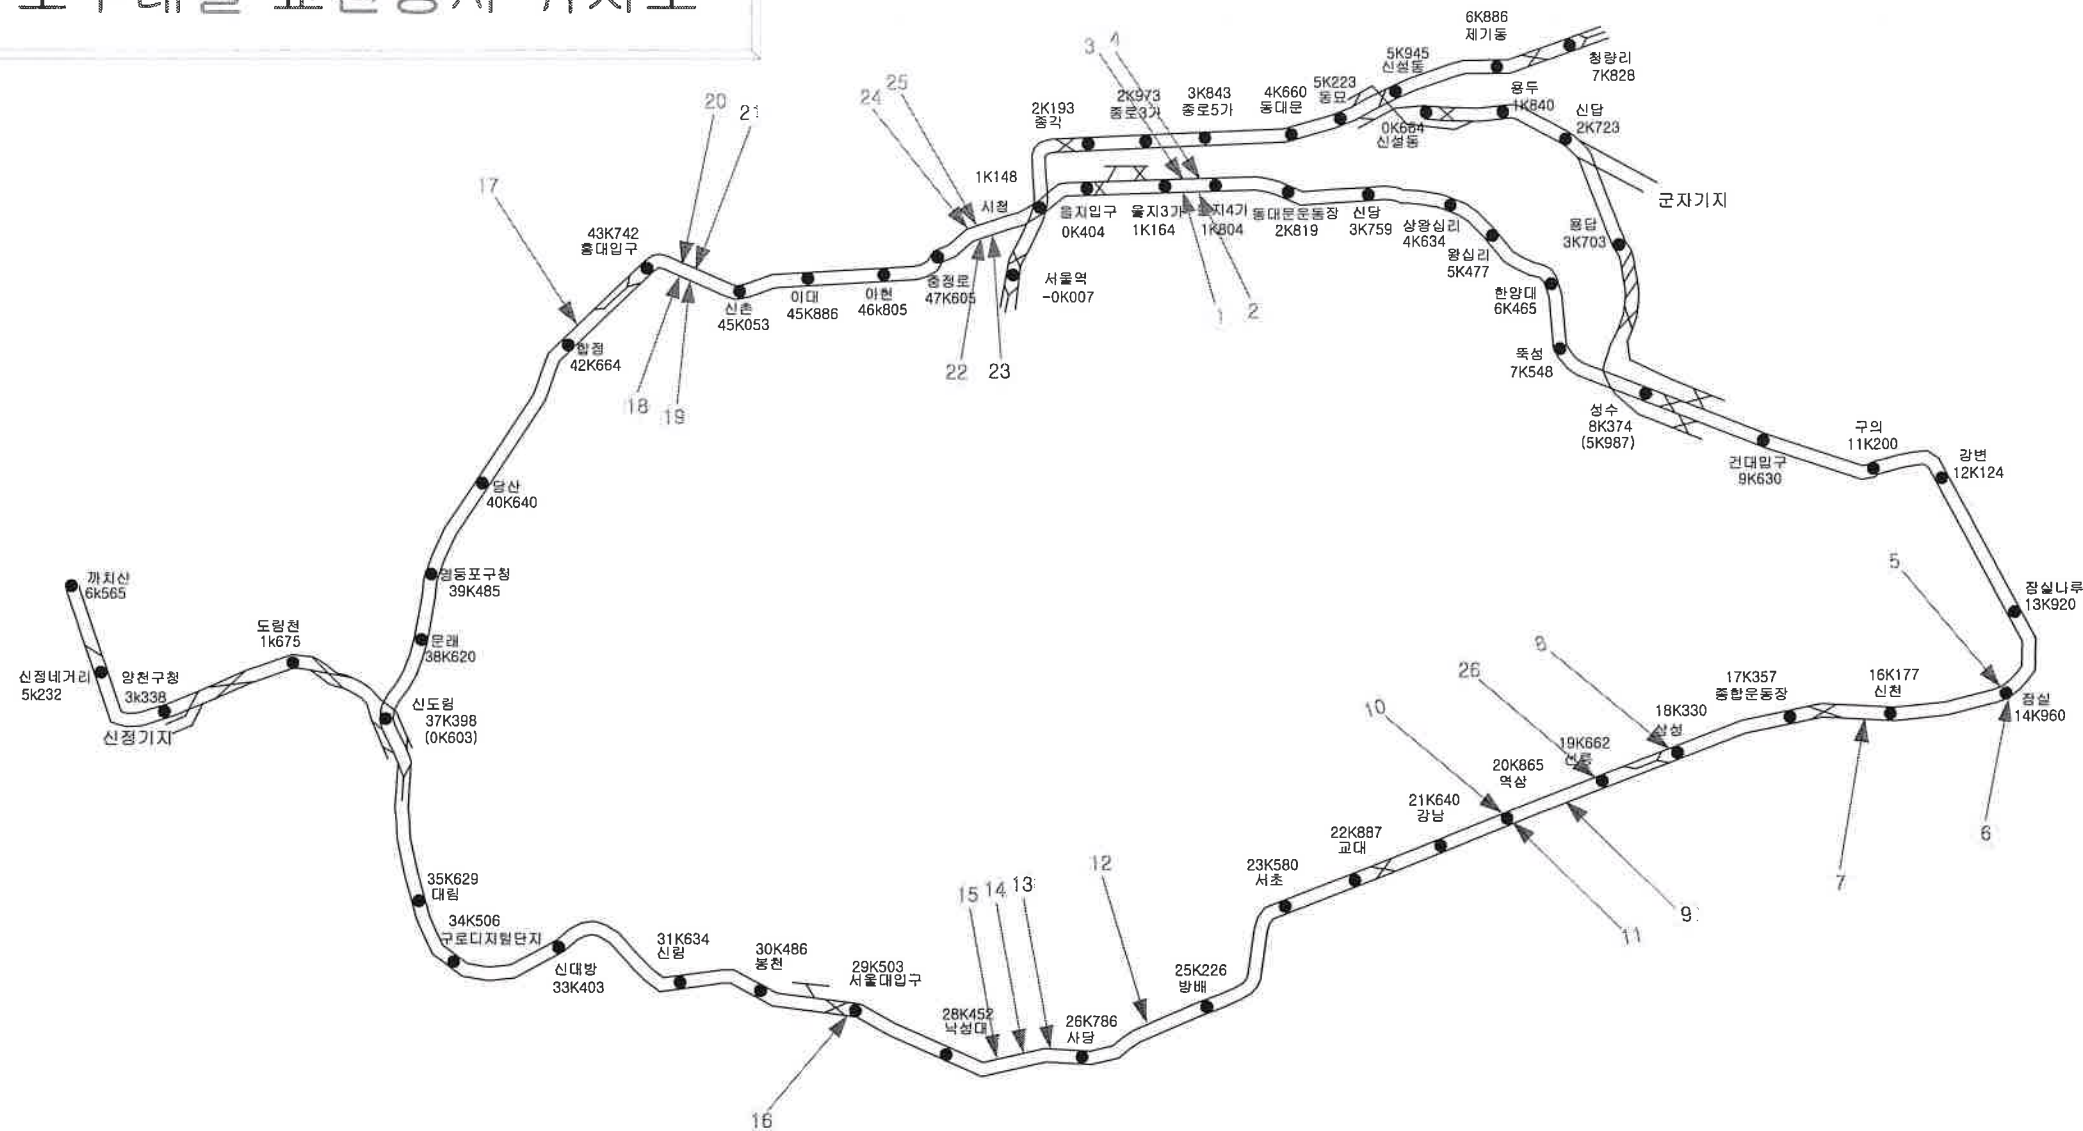 6K886
제기동
청량리
7K828
5K945
신설동
5K223
동묘
4K660
동대문
3K843
종로5가
2K973
종로3가
2K193
종각
용두
1K840
0K664
신설동
신답
2K723
군자기지
용답
3K703
3
4
25
24
20
21
17
1K148
시청
을지입구
0K404
을지3가
1K164
을지4가
1K804
동대문운동장
2K819
신당
3K759
상왕십리
4K634
왕십리
5K477
한양대
6K465
뚝섬
7K548
성수
8K374
(5K987)
건대입구
9K630
구의
11K200
강변
12K124
잠실나루
13K920
잠실
14K960
서울역
-0K007
1
2
43K742
홍대입구
신촌
45K053
이대
45K886
아현
46k805
충정로
47K605
22
23
18
19
합정
42K664
당산
40K640
영등포구청
39K485
문래
38K620
까치산
6k565
도림천
1k675
신정네거리
5k232
양천구청
3k338
신정기지
신도림
37K398
(0K603)
5
6
16K177
신천
17K357
종합운동장
7
8
26
18K330
삼성
19K662
선릉
10
20K865
역삼
9
11
21K640
강남
22K887
교대
23K580
서초
12
25K226
방배
26K786
사당
15
14
13
28K452
낙성대
29K503
서울대입구
16
30K486
봉천
31K634
신림
신대방
33K403
34K506
구로디지털단지
35K629
대림